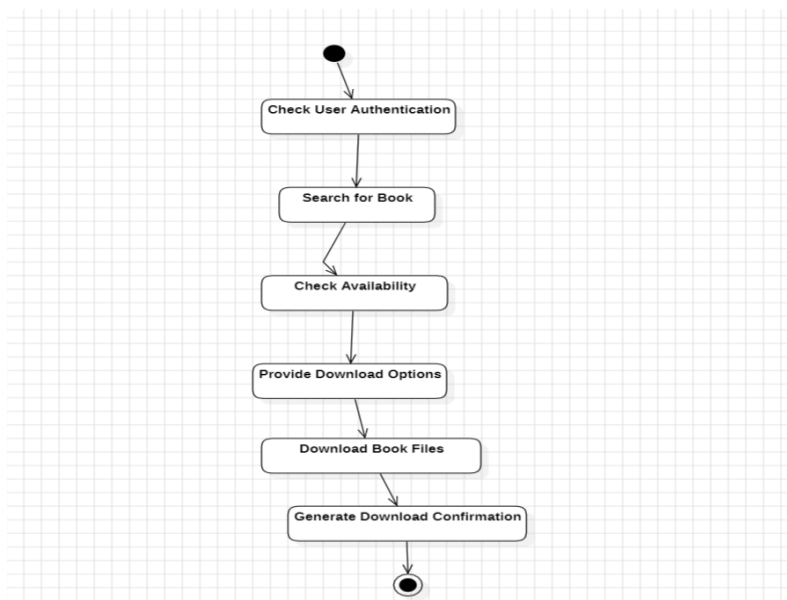 Check User Authentication
Search for Book
Check Availability
Provide Download Options
Download Book Files
Generate Download Confirmation